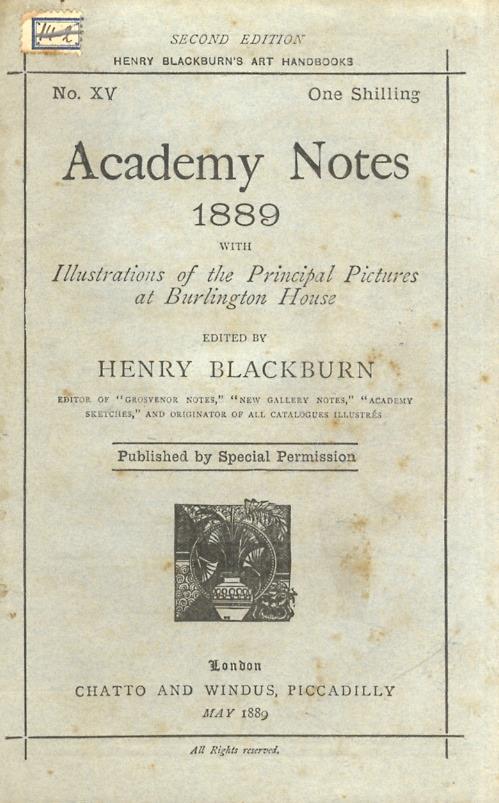 SECOND EDITION
HENRY BLACKBURN'S ART HANDBOOKS
No. XV One Shilling
Academy Notes
1889
WITH
Illustrations of the Principal Pictures
at Burlington House
EDITED BY
HENRY BLACKBURN
EDITOR OF "GROSVENOR NOTES," "NEW GALLERY NOTES," "ACADEMY
SKETCHES," AND ORIGINATOR OF ALL CATALOGUES ILLUSTRÉS
Published by Special Permission
London
CHATTO AND WINDUS, PICCADILLY
MAY 1889
All Rights reserved.